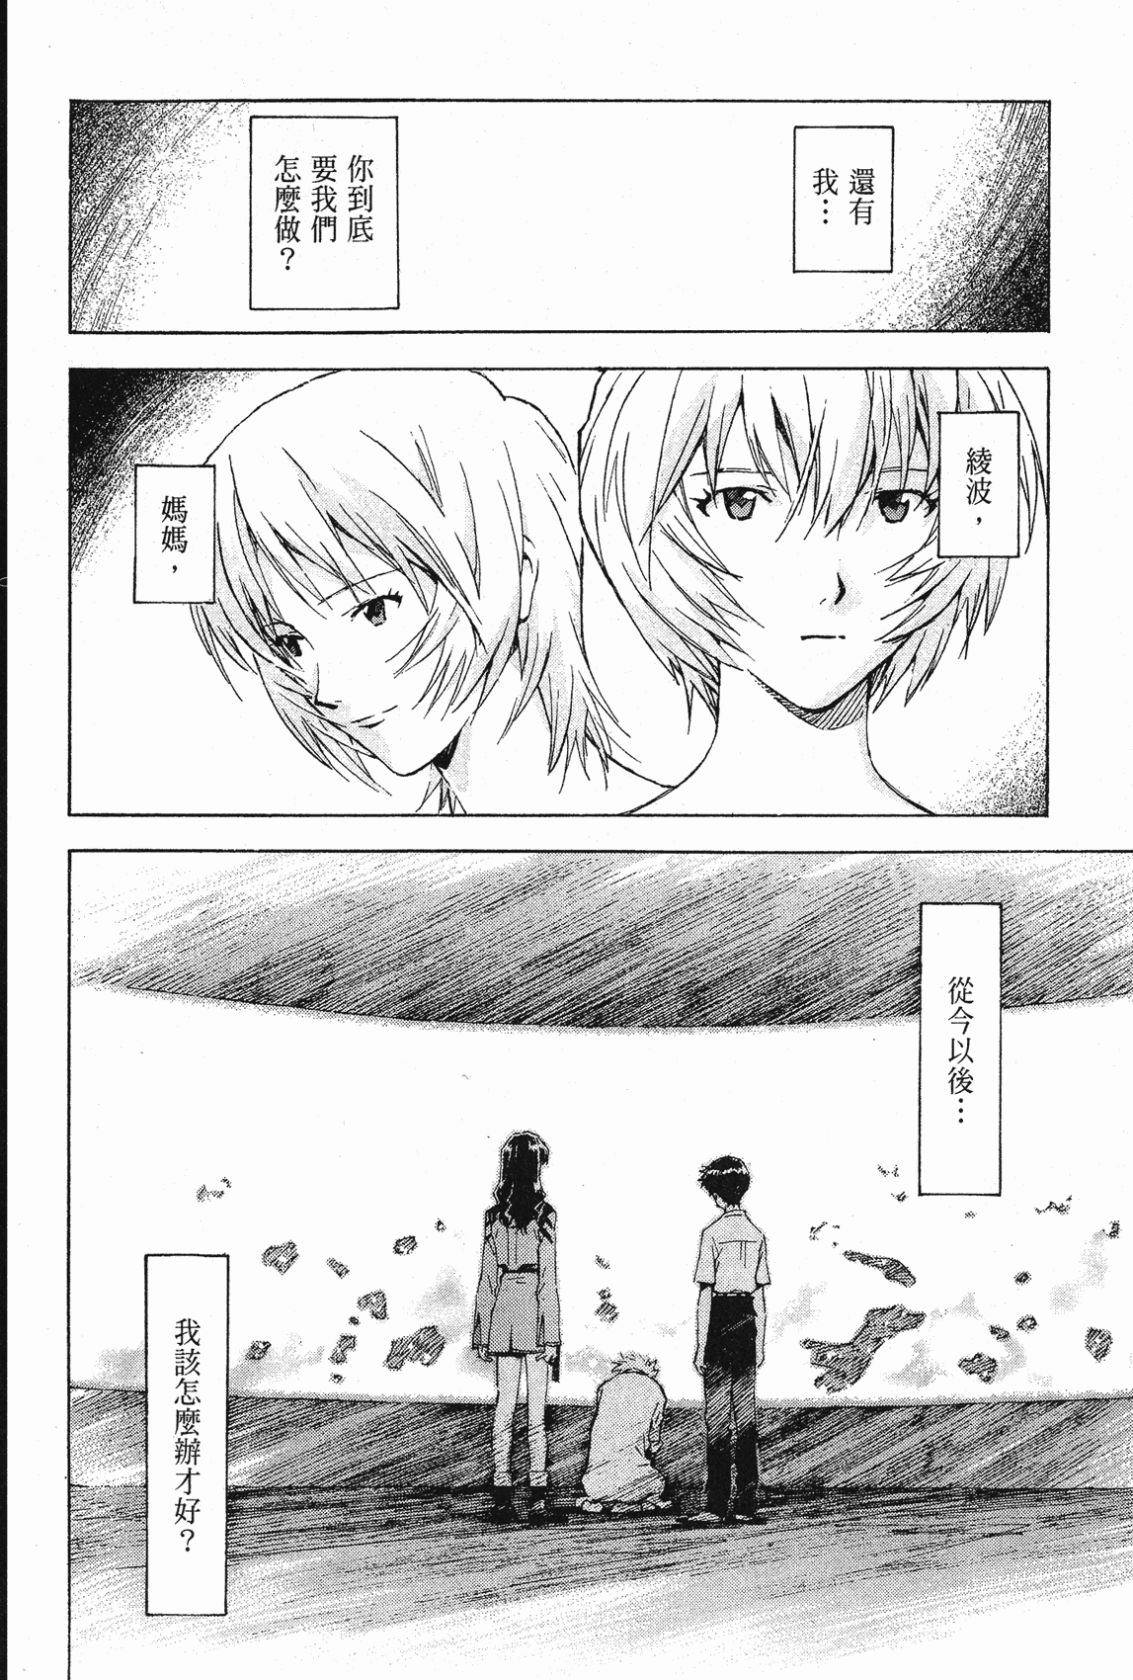 還有
我…
你到底
要我們
怎麼做？
綾波，
媽媽，
從今以後…
我該怎麼辦才好？